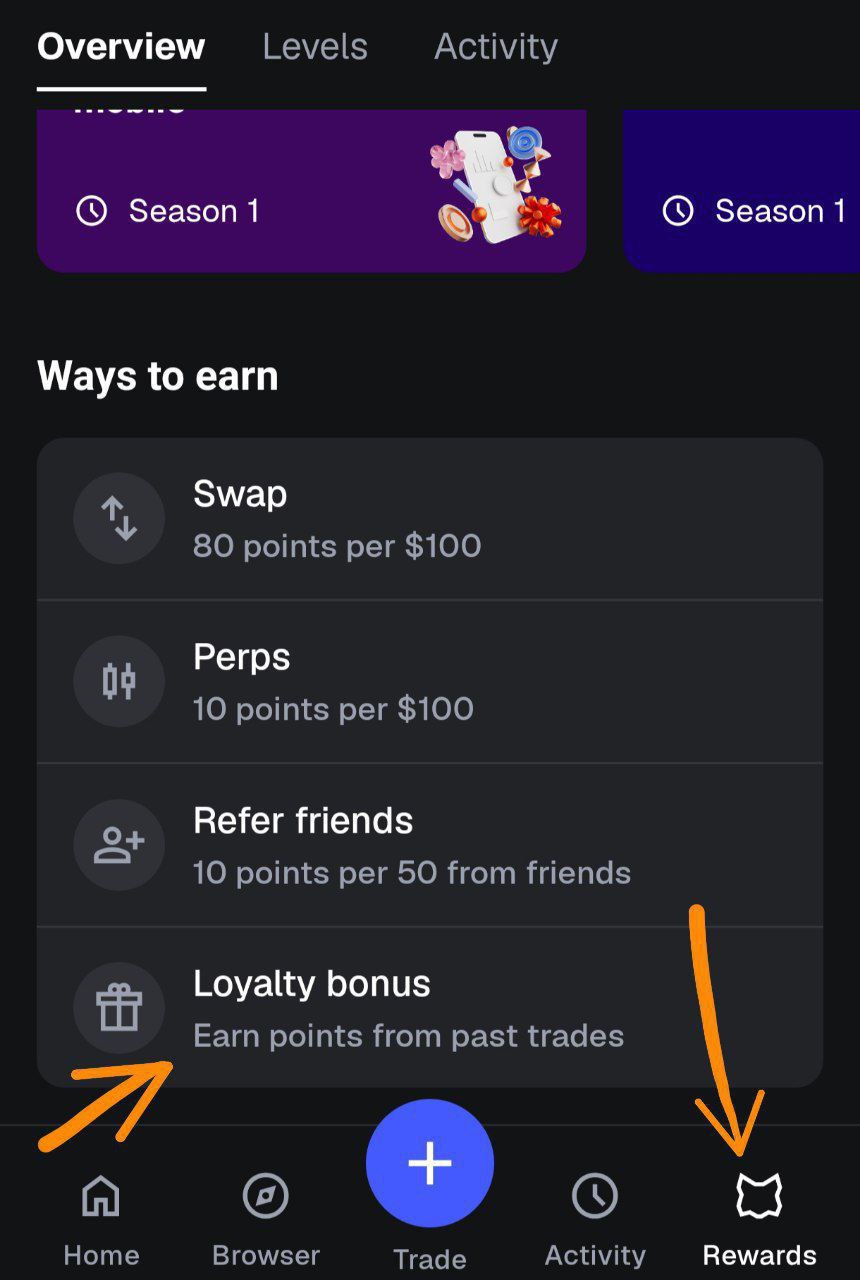 Overview Levels Activity
Season 1 Season 1
Ways to earn
Swap
80 points per $100
Perps
10 points per $100
Refer friends
10 points per 50 from friends
Loyalty bonus
Earn points from past trades
Home Browser Trade Activity Rewards